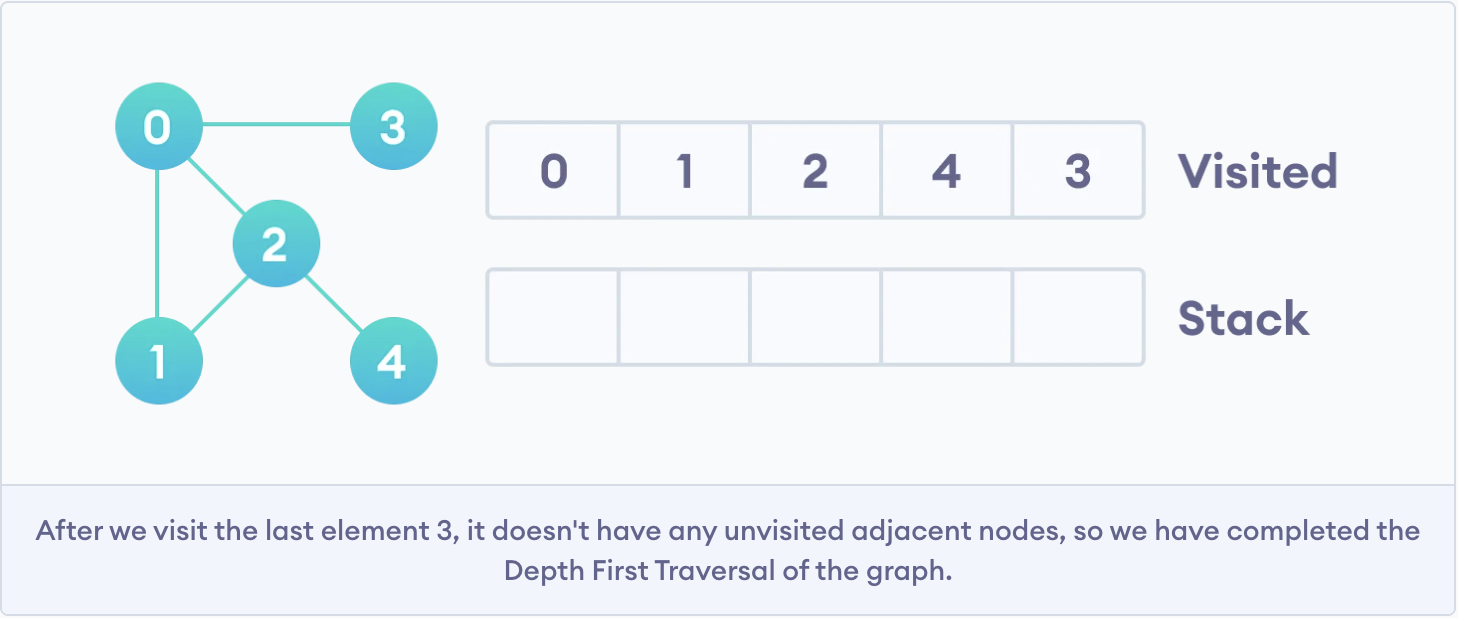 0 3
0 1 2 4 3 Visited
2
Stack
1 4
After we visit the last element 3, it doesn't have any unvisited adjacent nodes, so we have completed the
Depth First Traversal of the graph.